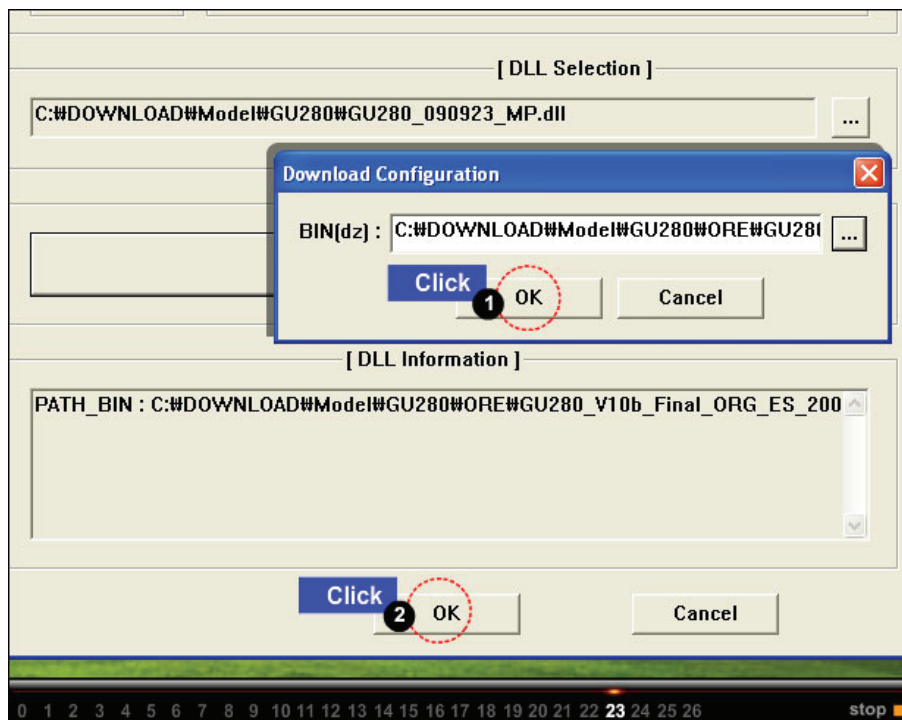 [ DLL Selection ]
C:₩DOWNLOAD₩Model₩GU280₩GU280_090923_MP.dll
...
Download Configuration
BIN(dz) : C:₩DOWNLOAD₩Model₩GU280₩ORE₩GU28 ...
Click 1 OK Cancel
[ DLL Information ]
PATH_BIN : C:₩DOWNLOAD₩Model₩GU280₩ORE₩GU280_V10b_Final_ORG_ES_200
Click 2 OK Cancel
0 1 2 3 4 5 6 7 8 9 10 11 12 13 14 15 16 17 18 19 20 21 22 23 24 25 26 stop